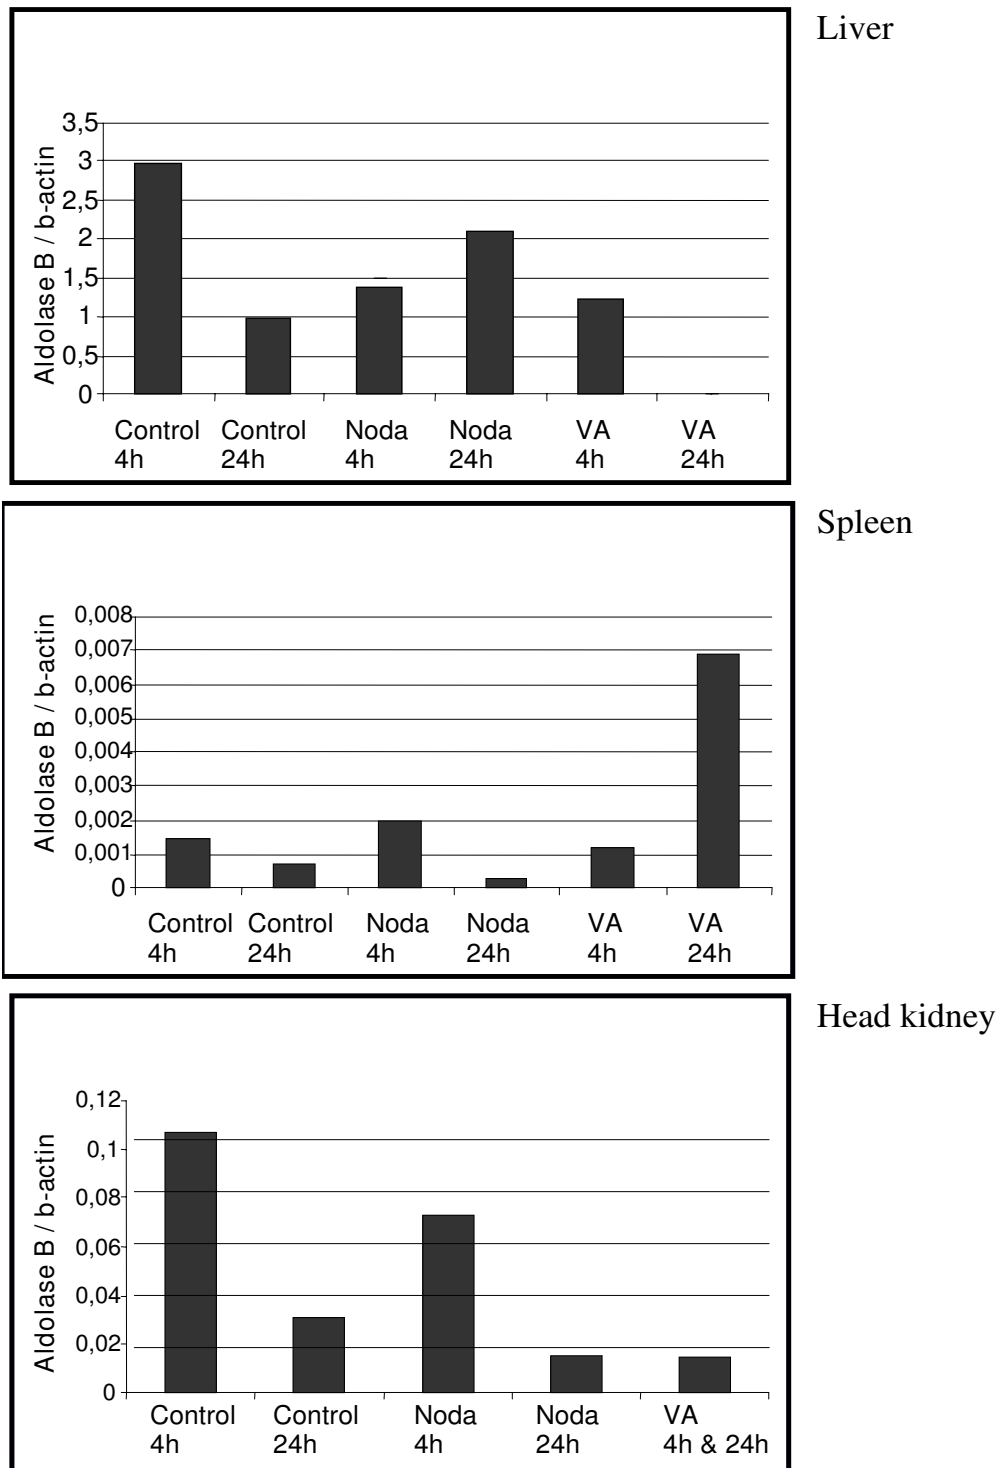 Liver
Aldolase B / b-actin
3,5
3
2,5
2
1,5
1
0,5
0
Control Control Noda Noda VA VA
4h 24h 4h 24h 4h 24h
Spleen
Aldolase B / b-actin
0,008
0,007
0,006
0,005
0,004
0,003
0,002
0,001
0
Control Control Noda Noda VA VA
4h 24h 4h 24h 4h 24h
Head kidney
Aldolase B / b-actin
0,12
0,1
0,08
0,06
0,04
0,02
0
Control Control Noda Noda VA
4h 24h 4h 24h 4h & 24h